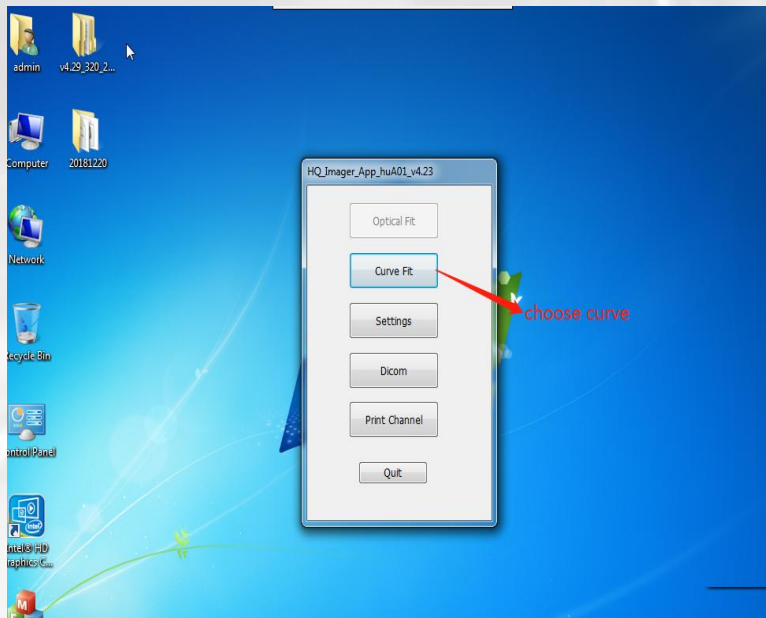 admin
v4.29_320_2...
Computer
20181220
Network
Recycle Bin
Control Panel
Intel® HD
Graphics C...
HQ_Imager_App_huA01_v4.23
Optical Fit
Curve Fit
Settings
Dicom
Print Channel
Quit
choose curve